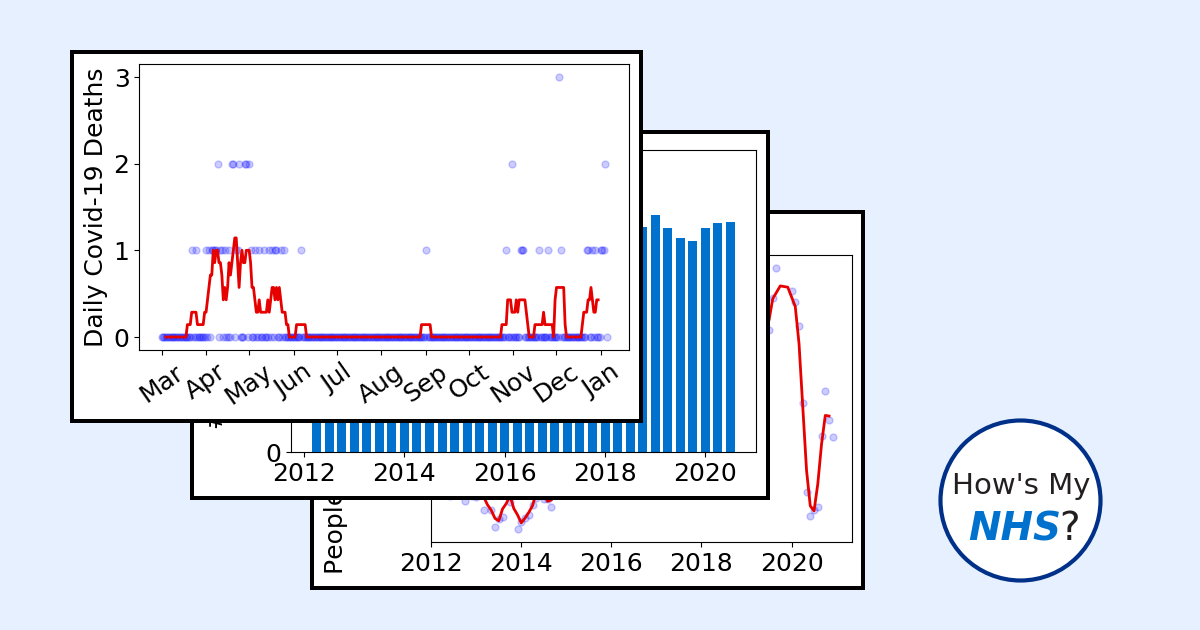 Daily Covid-19 Deaths
3
2
1
0
Mar Apr May Jun Jul Aug Sep Oct Nov Dec Jan
0
2012 2014 2016 2018 2020
People
2012 2014 2016 2018 2020
How's My
NHS?